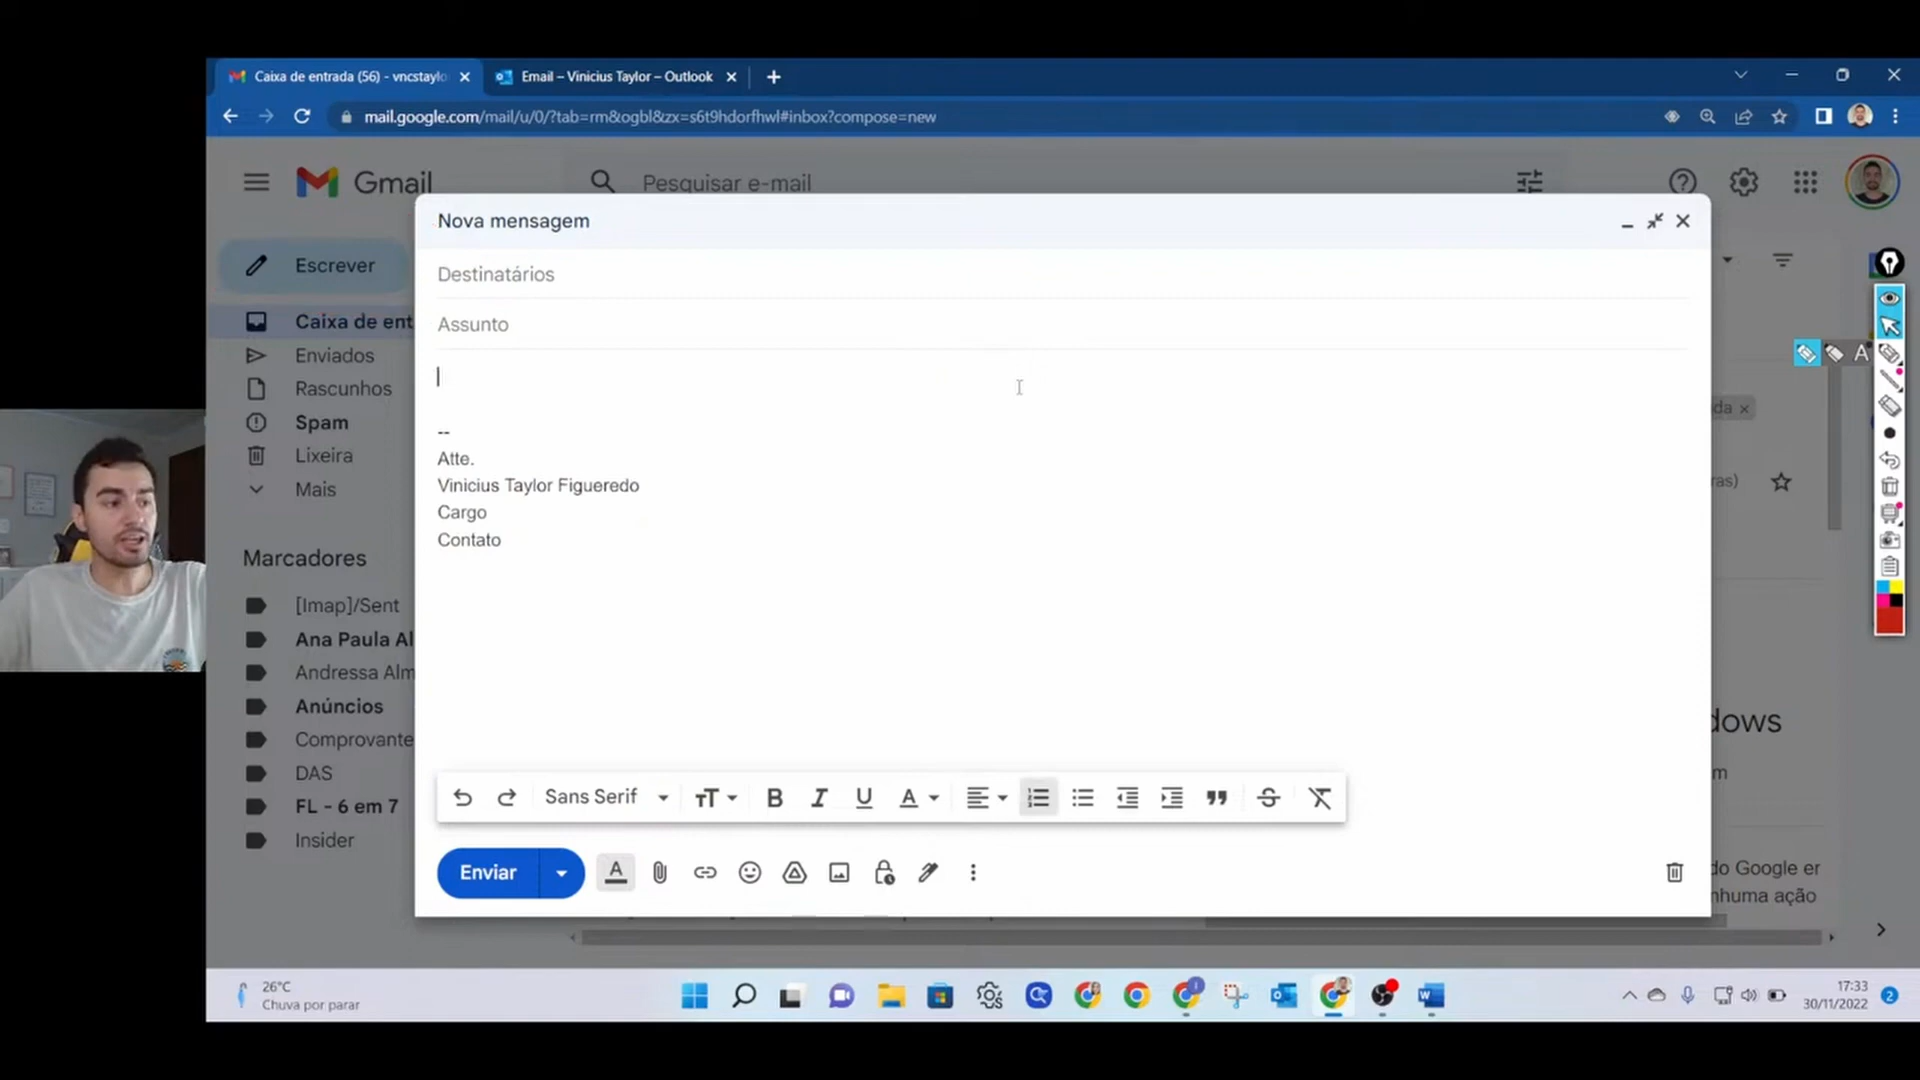 Caixa de entrada (56) - vncstaylo
Email – Vinicius Taylor – Outlook
mail.google.com/mail/u/0/?tab=rm&ogbl&zx=s6t9hdorfhwl#inbox?compose=new
Gmail
Pesquisar e-mail
Nova mensagem
Escrever
Destinatários
Caixa de ent
Assunto
Enviados
A
Rascunhos
da
Spam
--
Lixeira
Atte.
ras)
Mais
Vinicius Taylor Figueredo
Cargo
Contato
Marcadores
[Imap]/Sent
Ana Paula Al
Andressa Alm
Anúncios
dows
Comprovante
DAS
m
Sans Serif
FL - 6 em 7
Insider
Enviar
do Google er
nhuma ação
26°C
Chuva por parar
17:33
30/11/2022
2